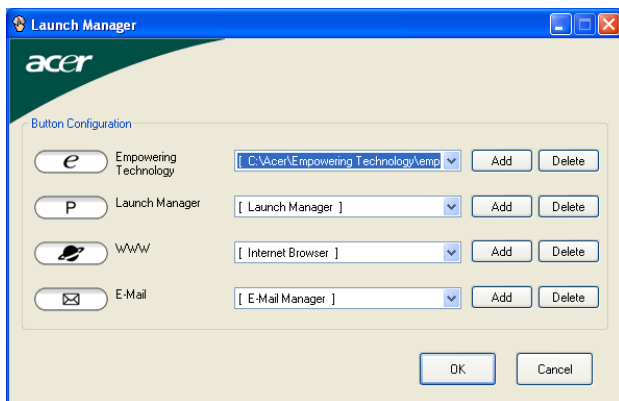 Launch Manager
acer
Button Configuration
e Empowering Technology [ C:\Acer\Empowering Technology\emp Add Delete
P Launch Manager [ Launch Manager ] Add Delete
WWW [ Internet Browser ] Add Delete
E-Mail [ E-Mail Manager ] Add Delete
OK Cancel